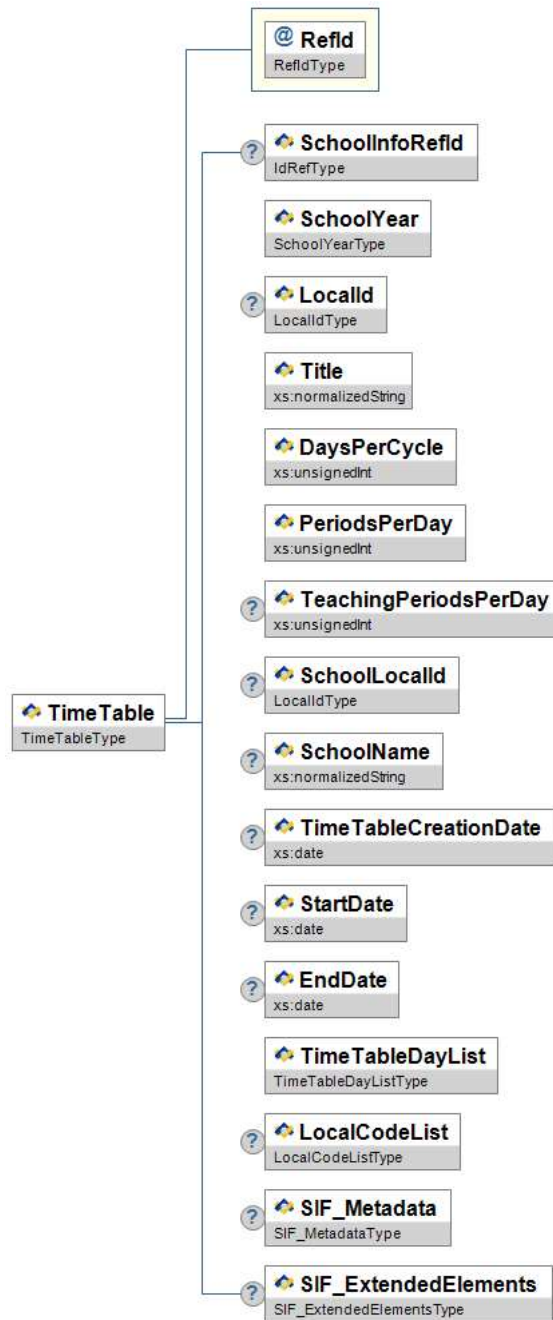 @ RefId
RefIdType
? SchoolInfoRefId
IdRefType
SchoolYear
SchoolYearType
? LocalId
LocalIdType
Title
xs:normalizedString
DaysPerCycle
xs:unsignedInt
PeriodsPerDay
xs:unsignedInt
? TeachingPeriodsPerDay
xs:unsignedInt
? SchoolLocalId
LocalIdType
TimeTable
TimeTableType
? SchoolName
xs:normalizedString
? TimeTableCreationDate
xs:date
? StartDate
xs:date
? EndDate
xs:date
TimeTableDayList
TimeTableDayListType
? LocalCodeList
LocalCodeListType
? SIF_Metadata
SIF_MetadataType
? SIF_ExtendedElements
SIF_ExtendedElementsType